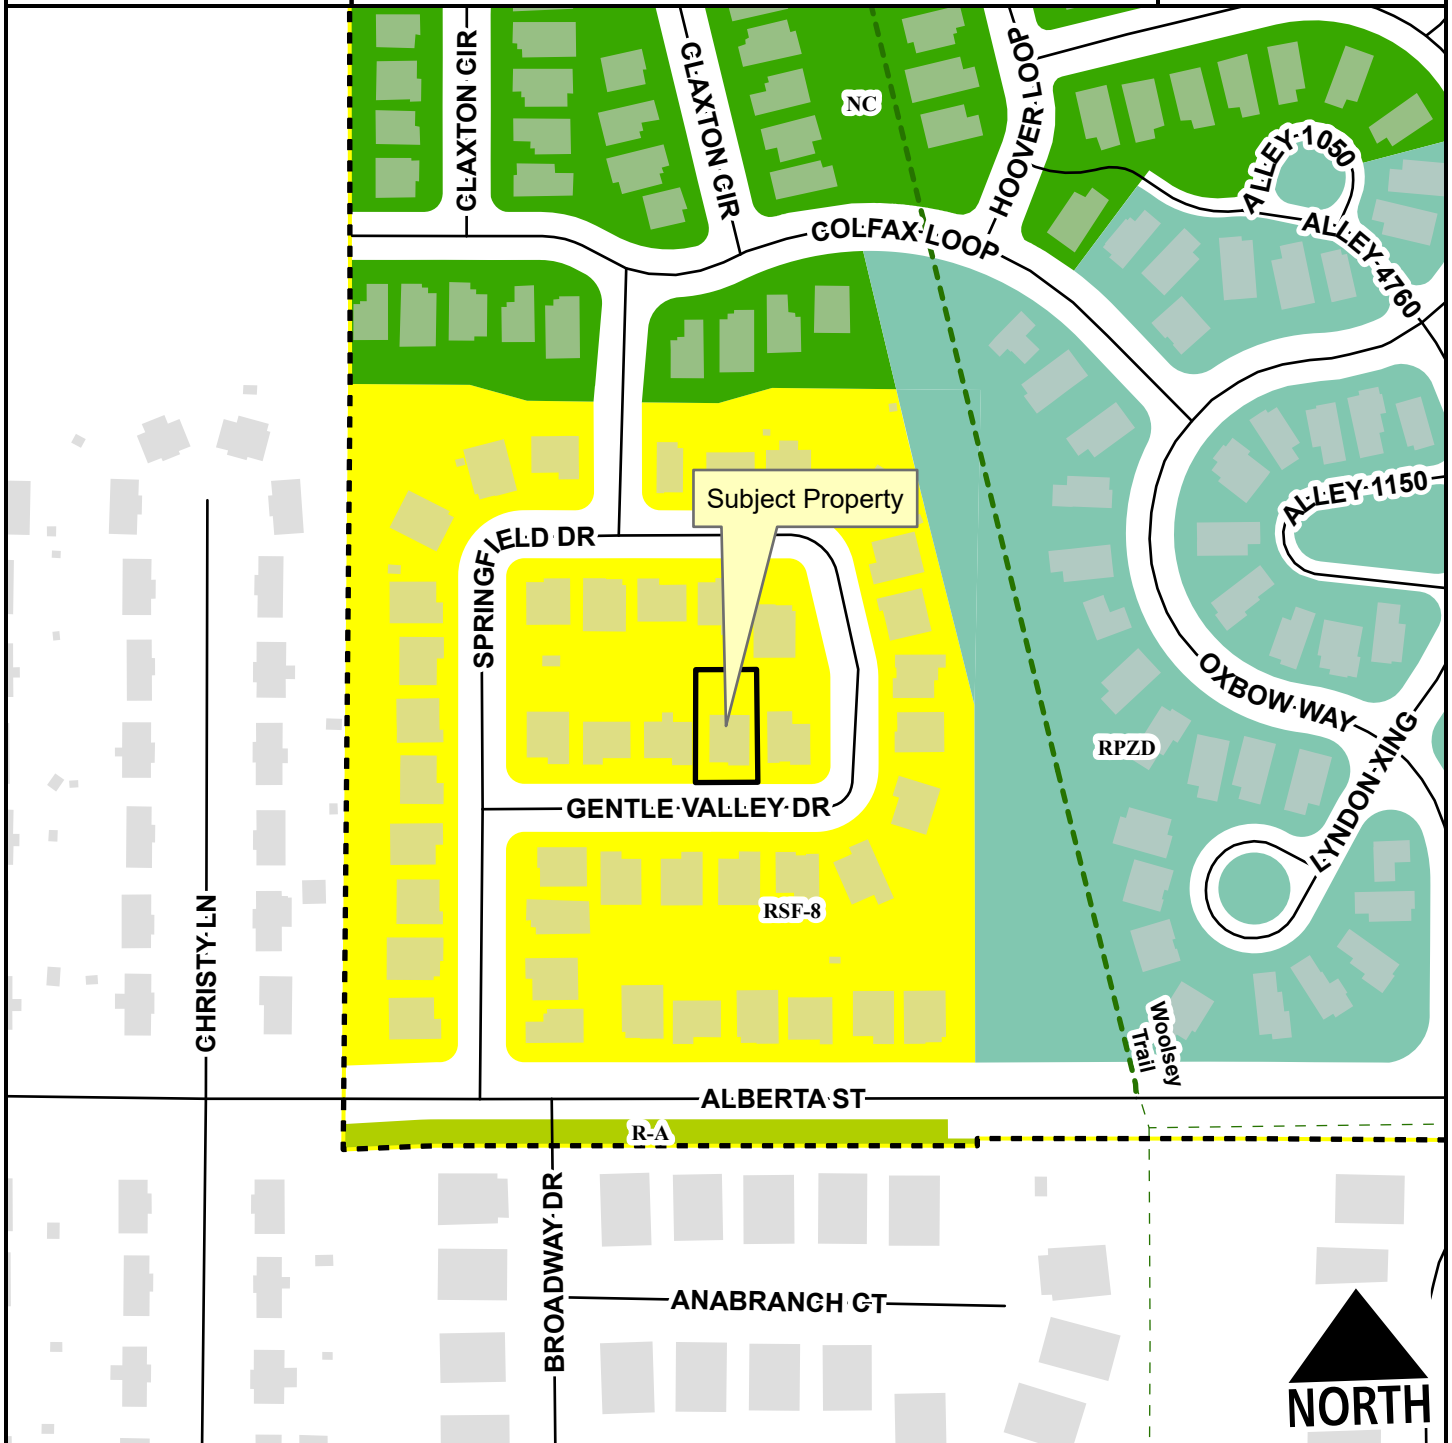 CLAXTON CIR
CLAXTON CIR
NC
HOOVER LOOP
ALLEY 1050
COLFAX LOOP
ALLEY 4760
ALLEY 1150
Subject Property
SPRINGFIELD DR
OXBOW WAY
RPZD
LYNDON XING
GENTLE VALLEY DR
RSF-8
CHRISTY LN
Woolsey
Trail
ALBERTA ST
R-A
BROADWAY DR
ANABRANCH CT
NORTH